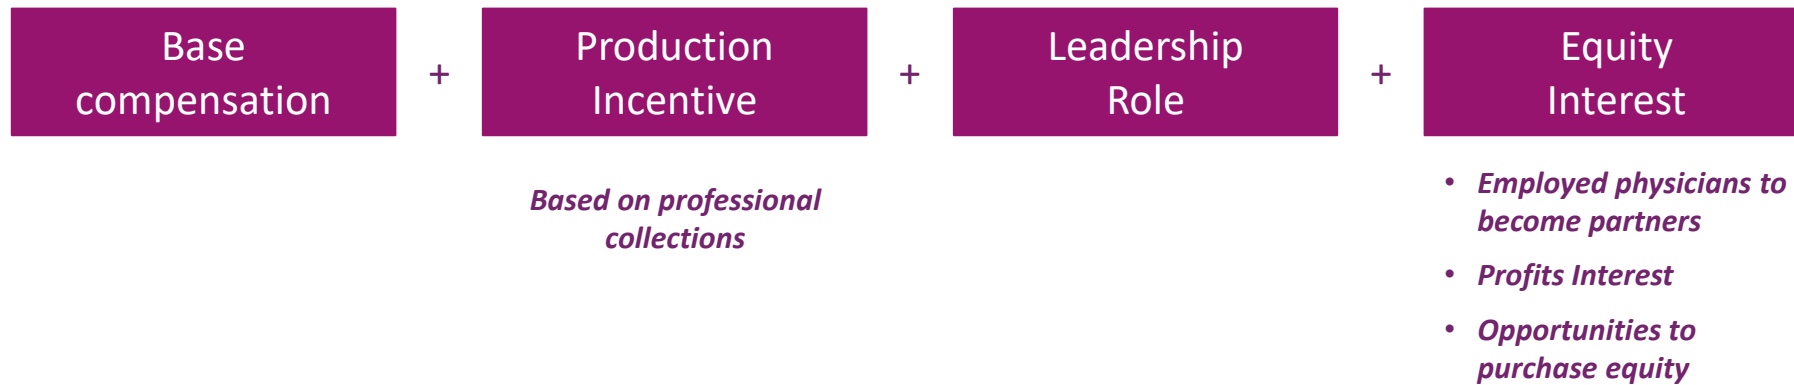 Base
compensation
+
Production
Incentive
+
Leadership
Role
+
Equity
Interest
Based on professional
collections
• Employed physicians to
become partners
• Profits Interest
• Opportunities to
purchase equity